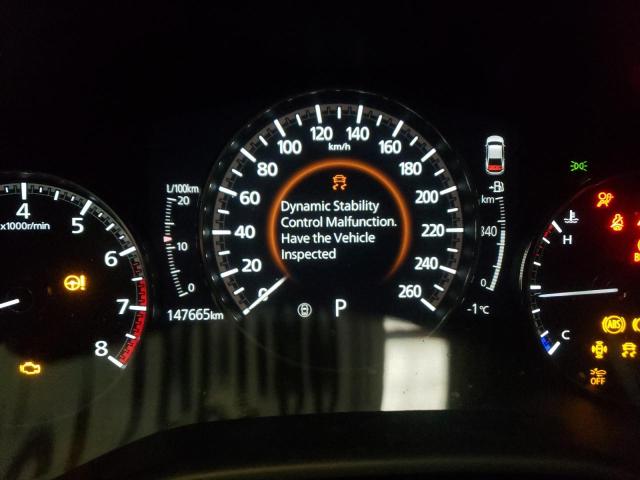 4
5
6
7
8
x1000r/min
L/100km
20
10
0
147665km
0
20
40
60
80
100
120
140
160
180
200
220
240
260
km/h
Dynamic Stability
Control Malfunction.
Have the Vehicle
Inspected
P
km
840
0
-1°C
H
C
ABS
OFF